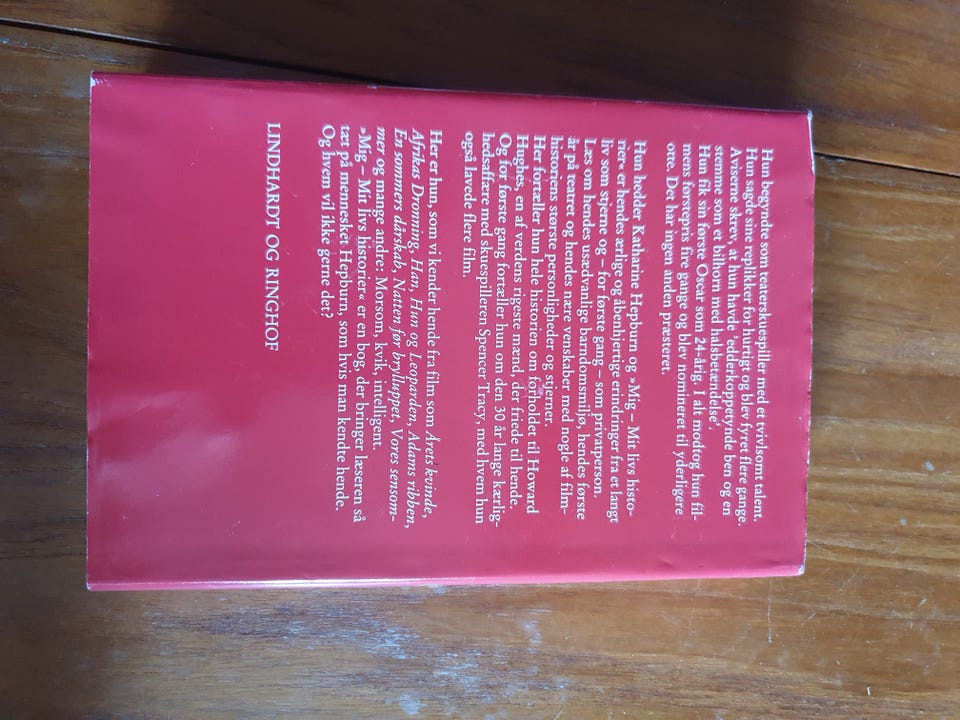 Hun begyndte som teaterskuespiller med et tvivlsomt talent.
Hun sagde sine replikker for hurtigt og blev fyret flere gange.
Aviserne skrev, at hun havde 'edderkoppetynde ben og en
stemme som et bilhorn med halsbetændelse'.
Hun fik sin første Oscar som 24-årig. I alt modtog hun fil-
mens førstepris fire gange og blev nomineret til yderligere
otte. Det har ingen anden præsteret.
Hun hedder Katharine Hepburn og »Mig – Mit livs histo-
rier« er hendes ærlige og åbenhjertige erindringer fra et langt
liv som stjerne og – for første gang – som privatperson.
Læs om hendes usædvanlige barndomsmiljø, hendes første
år på teatret og hendes nære venskaber med nogle af film-
historiens største personligheder og stjerner.
Her fortæller hun hele historien om forholdet til Howard
Hughes, en af verdens rigeste mænd, der friede til hende.
Og for første gang fortæller hun om den 30 år lange kærlig-
hedsaffære med skuespilleren Spencer Tracy, med hvem hun
også lavede flere film.
Her er hun, som vi kender hende fra film som Årets kvinde,
Afrikas Dronning, Han, Hun og Leoparden, Adams ribben,
En sommers dårskab, Natten før brylluppet, Vores sensom-
mer og mange andre: Morsom, kvik, intelligent.
»Mig – Mit livs historier« er en bog, der bringer læseren så
tæt på mennesket Hepburn, som hvis man kendte hende.
Og hvem vil ikke gerne det?
LINDHARDT OG RINGHOF